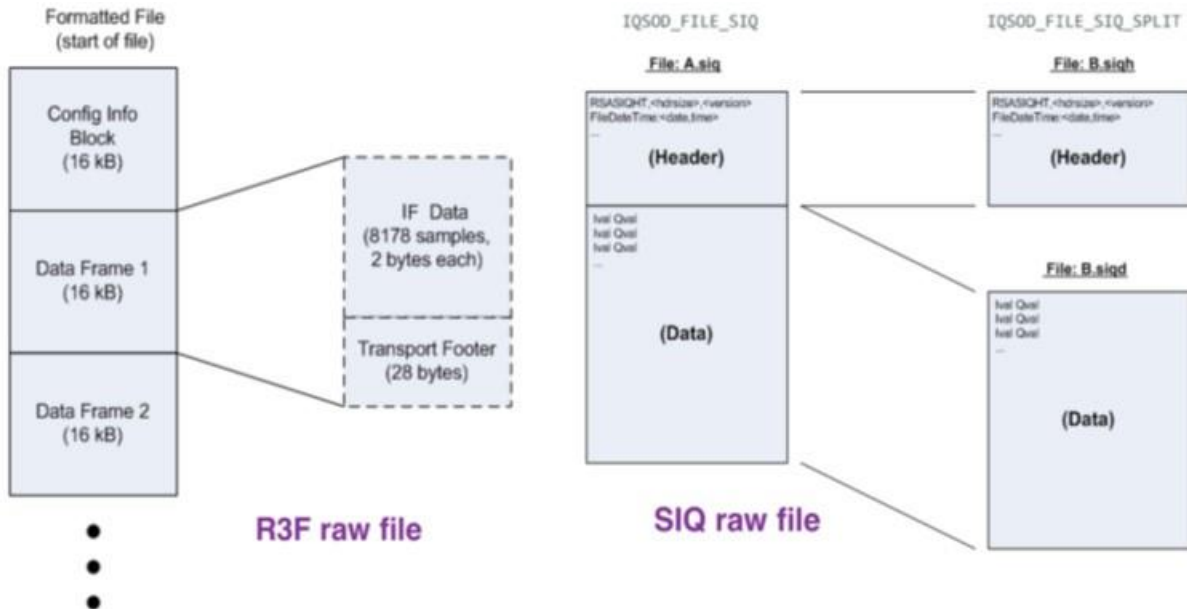 Formatted File
(start of file)
Config Info
Block
(16 kB)
Data Frame 1
(16 kB)
Data Frame 2
(16 kB)
IF Data
(8178 samples,
2 bytes each)
Transport Footer
(28 bytes)
R3F raw file
IQSOD_FILE_SIQ
File: A.siq
RSASIQHT,<hdrsize>,<version>
FileDateTime:<date,time>
...
(Header)
Ival Qval
Ival Qval
Ival Qval
...
(Data)
SIQ raw file
IQSOD_FILE_SIQ_SPLIT
File: B.siqh
RSASIQHT,<hdrsize>,<version>
FileDateTime:<date,time>
...
(Header)
File: B.siqd
Ival Qval
Ival Qval
Ival Qval
...
(Data)